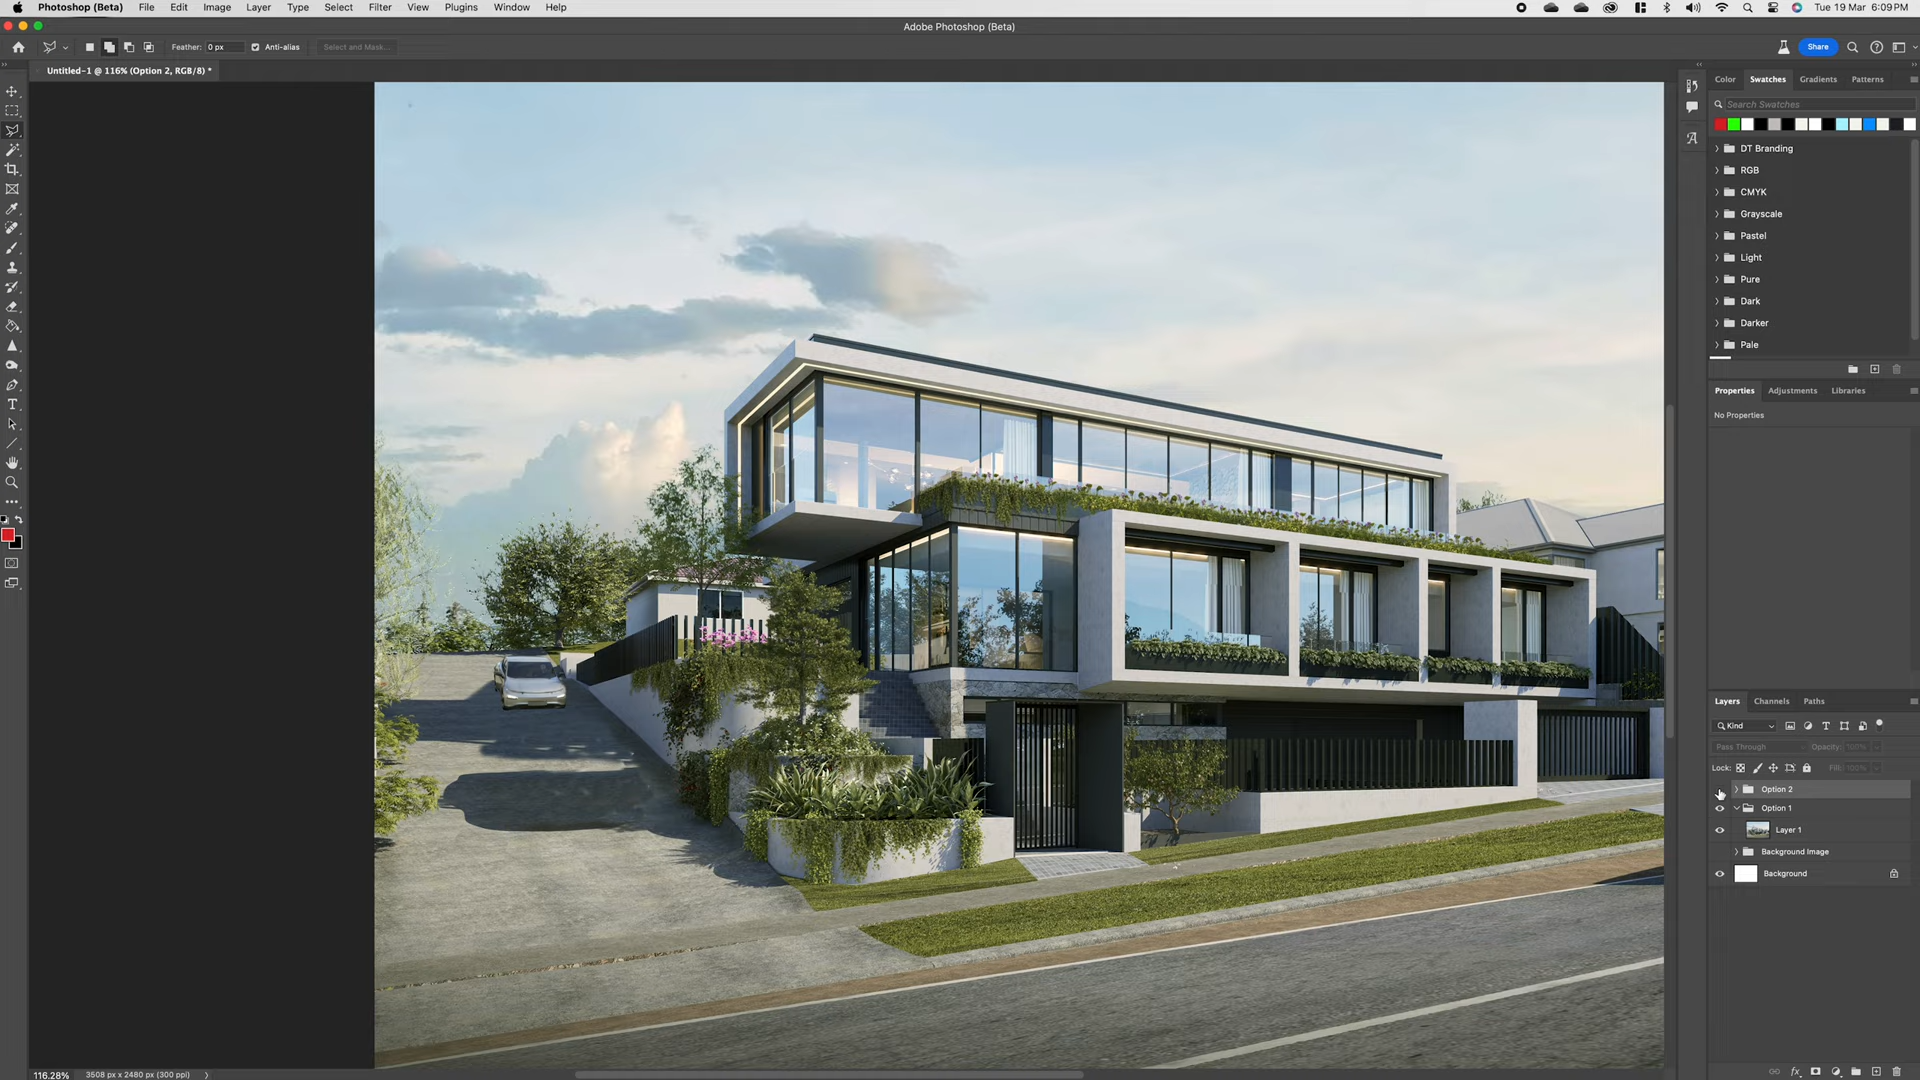 Photoshop (Beta) File Edit Image Layer Type Select Filter View Plugins Window Help Tue 19 Mar 6:09 PM
Adobe Photoshop (Beta)
Feather: 0 px Anti-alias Select and Mask... Share
Untitled-1 @ 116% (Option 2, RGB/8) *
Color Swatches Gradients Patterns
Search Swatches
DT Branding
RGB
CMYK
Grayscale
Pastel
Light
Pure
Dark
Darker
Pale
Properties Adjustments Libraries
No Properties
Layers Channels Paths
Kind
Pass Through Opacity: 100%
Lock: Fill: 100%
Option 2
Option 1
Layer 1
Background Image
Background
116.28% 3508 px x 2480 px (300 ppi)